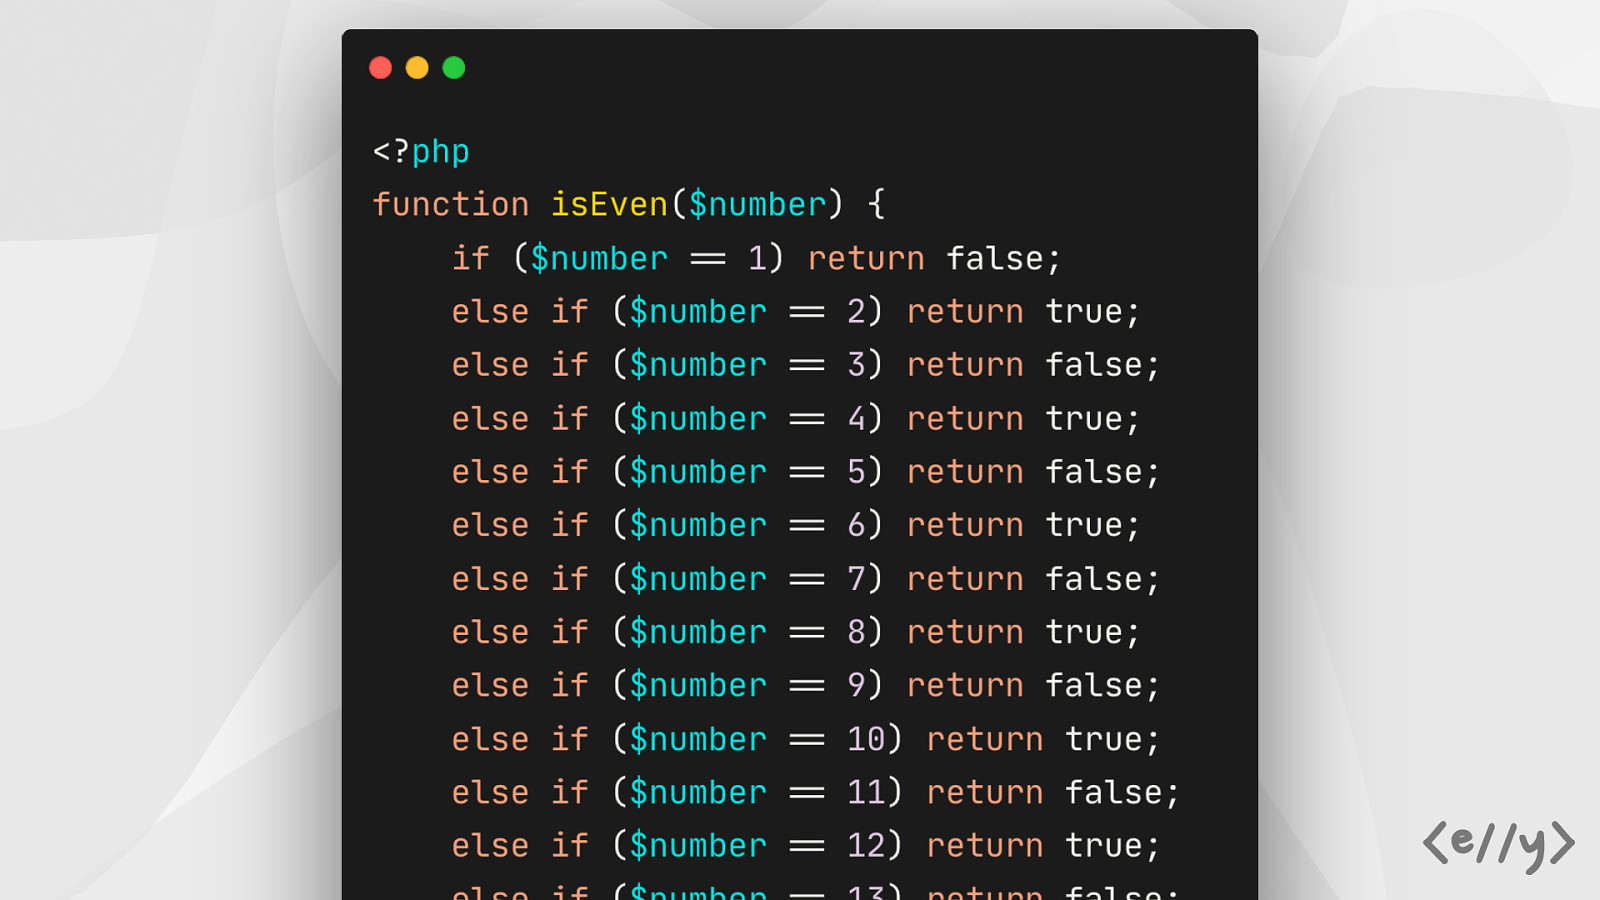 <?php
function isEven($number) {
    if ($number == 1) return false;
    else if ($number == 2) return true;
    else if ($number == 3) return false;
    else if ($number == 4) return true;
    else if ($number == 5) return false;
    else if ($number == 6) return true;
    else if ($number == 7) return false;
    else if ($number == 8) return true;
    else if ($number == 9) return false;
    else if ($number == 10) return true;
    else if ($number == 11) return false;
    else if ($number == 12) return true;
    else if ($number == 13) return false;
<e//y>